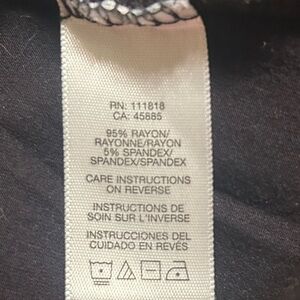 RN: 111818
CA: 45885
95% RAYON/
RAYONNE/RAYON
5% SPANDEX/
SPANDEX/SPANDEX
CARE INSTRUCTIONS
ON REVERSE
INSTRUCTIONS DE
SOIN SUR L'INVERSE
INSTRUCCIONES DEL
CUIDADO EN REVÉS